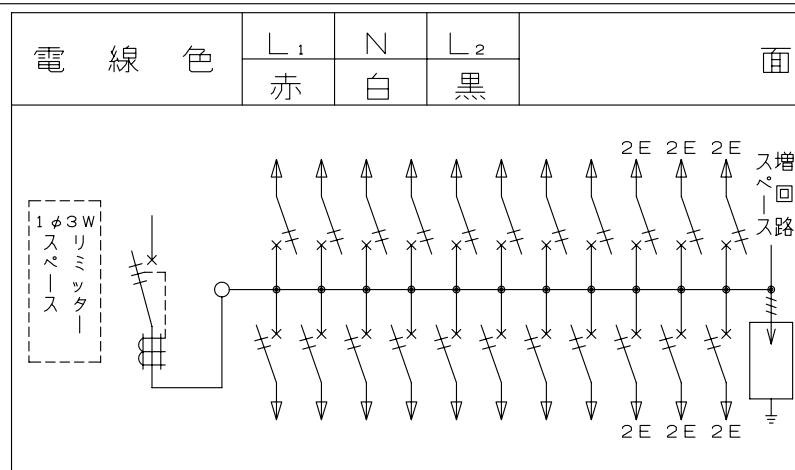 電線色 L₁ N L₂ 面
赤 白 黒
2E 2E 2E
増回路
スペース
1φ3W
リミッター
スペース
2E 2E 2E